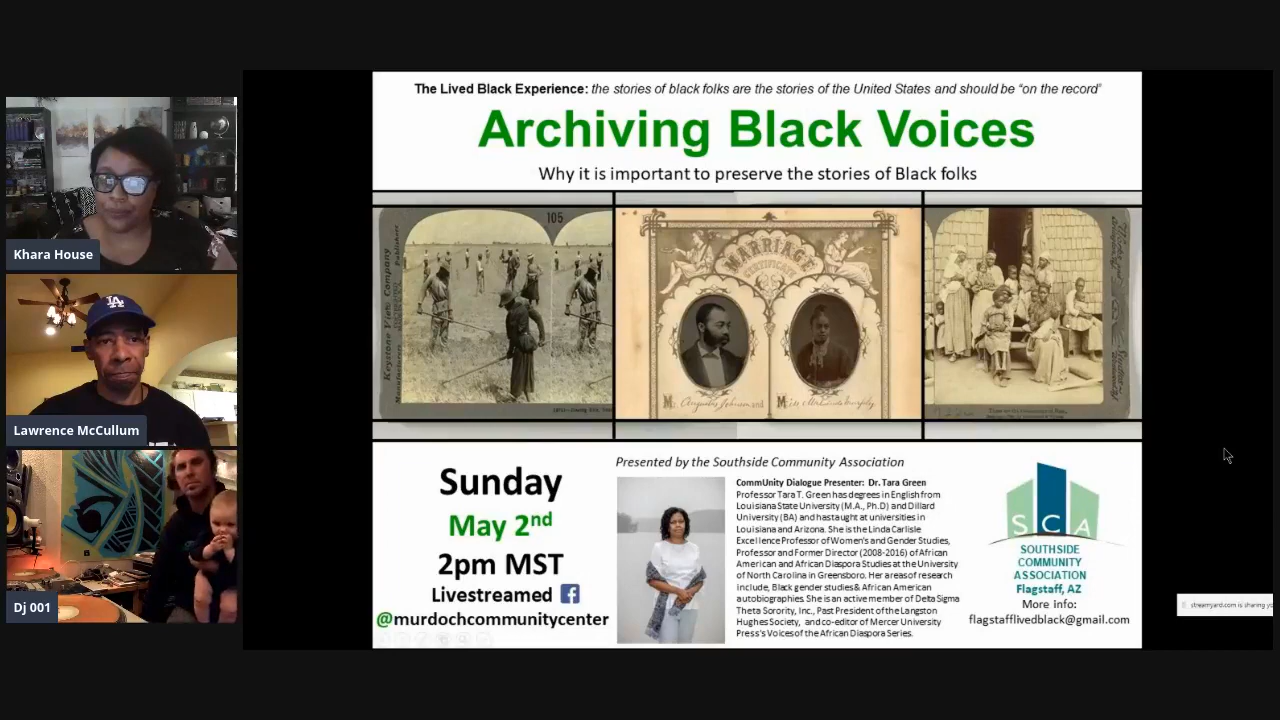 The Lived Black Experience: the stories of black folks are the stories of the United States and should be "on the record"
Archiving Black Voices
Why it is important to preserve the stories of Black folks
Khara House
Lawrence McCullum
Dj 001
LA
105
Keystone View Company
MARRIAGE
CERTIFICATE
Mr. Augustus Johnson and
Sunday
May 2nd
2pm MST
Livestreamed
@murdochcommunitycenter
Presented by the Southside Community Association
CommUnity Dialogue Presenter: Dr. Tara Green
Professor Tara T. Green has degrees in English from
Louisiana State University (M.A., Ph.D) and Dillard
University (BA) and has taught at universities in
Louisiana and Arizona. She is the Linda Carlisle
Excellence Professor of Women's and Gender Studies,
Professor and Former Director (2008-2016) of African
American and African Diaspora Studies at the University
of North Carolina in Greensboro. Her areas of research
include, Black gender studies & African American
autobiographies. She is an active member of Delta Sigma
Theta Sorority, Inc., Past President of the Langston
Hughes Society, and co-editor of Mercer University
Press's Voices of the African Diaspora Series.
SCA
SOUTHSIDE
COMMUNITY
ASSOCIATION
Flagstaff, AZ
More info:
flagstafflivedblack@gmail.com
streamyard.com is sharing yo